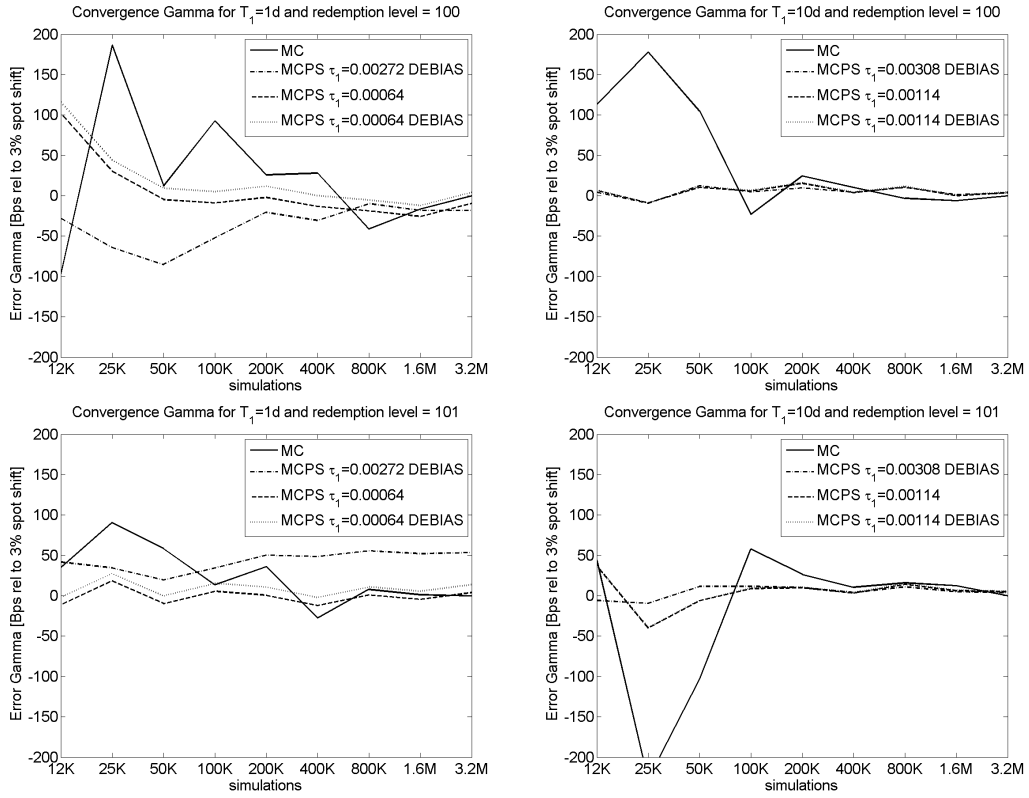 Convergence Gamma for T1=1d and redemption level = 100
Error Gamma [Bps rel to 3% spot shift]
200
150
100
50
0
-50
-100
-150
-200
MC
MCPS τ1=0.00272 DEBIAS
MCPS τ1=0.00064
MCPS τ1=0.00064 DEBIAS
12K 25K 50K 100K 200K 400K 800K 1.6M 3.2M
simulations
Convergence Gamma for T1=10d and redemption level = 100
Error Gamma [Bps rel to 3% spot shift]
200
150
100
50
0
-50
-100
-150
-200
MC
MCPS τ1=0.00308 DEBIAS
MCPS τ1=0.00114
MCPS τ1=0.00114 DEBIAS
12K 25K 50K 100K 200K 400K 800K 1.6M 3.2M
simulations
Convergence Gamma for T1=1d and redemption level = 101
Error Gamma [Bps rel to 3% spot shift]
200
150
100
50
0
-50
-100
-150
-200
MC
MCPS τ1=0.00272 DEBIAS
MCPS τ1=0.00064
MCPS τ1=0.00064 DEBIAS
12K 25K 50K 100K 200K 400K 800K 1.6M 3.2M
simulations
Convergence Gamma for T1=10d and redemption level = 101
Error Gamma [Bps rel to 3% spot shift]
200
150
100
50
0
-50
-100
-150
-200
MC
MCPS τ1=0.00308 DEBIAS
MCPS τ1=0.00114
MCPS τ1=0.00114 DEBIAS
12K 25K 50K 100K 200K 400K 800K 1.6M 3.2M
simulations